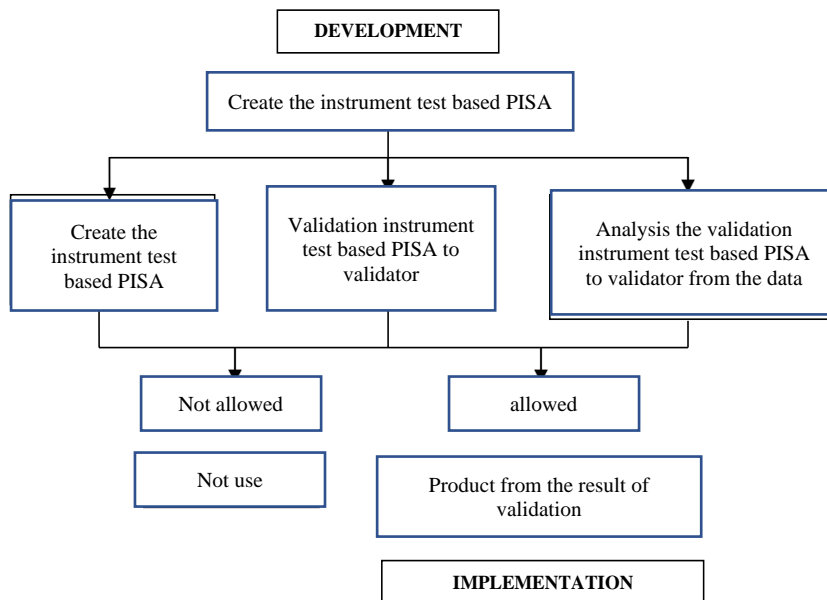 DEVELOPMENT
Create the instrument test based PISA
Create the
instrument test
based PISA
Validation instrument
test based PISA to
validator
Analysis the validation
instrument test based PISA
to validator from the data
Not allowed
allowed
Not use
Product from the result of
validation
IMPLEMENTATION